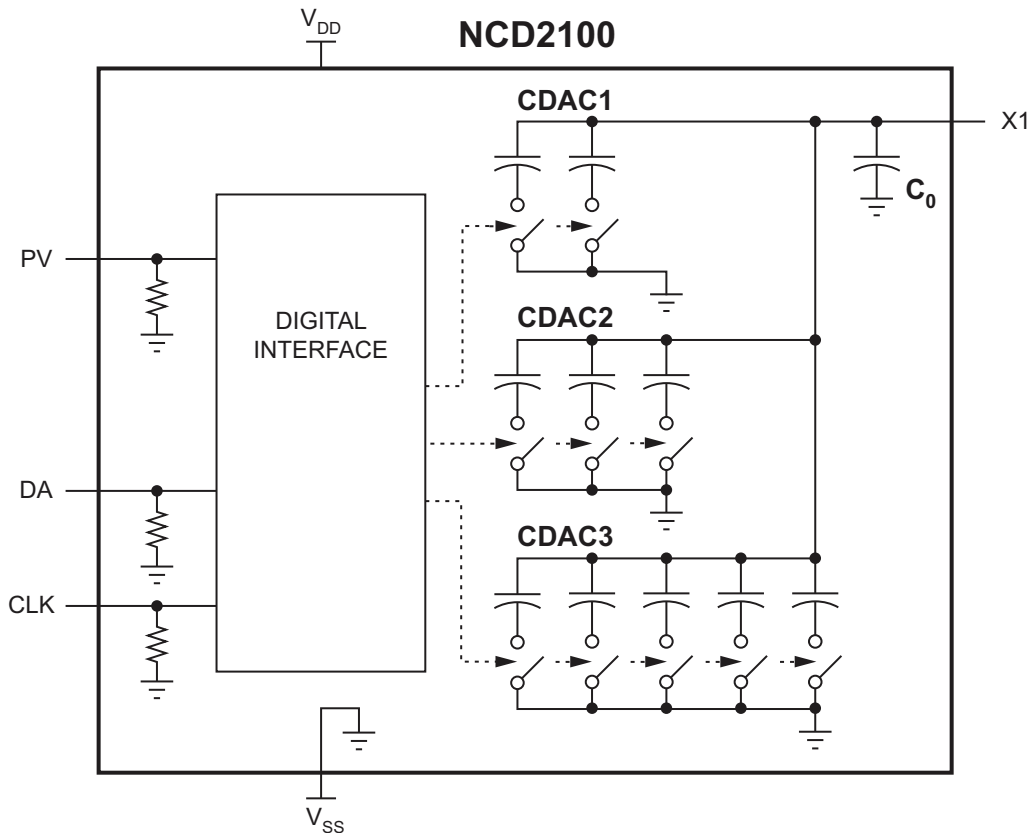 V_DD
NCD2100
CDAC1
X1
C_0
PV
DIGITAL
INTERFACE
CDAC2
DA
CDAC3
CLK
V_SS